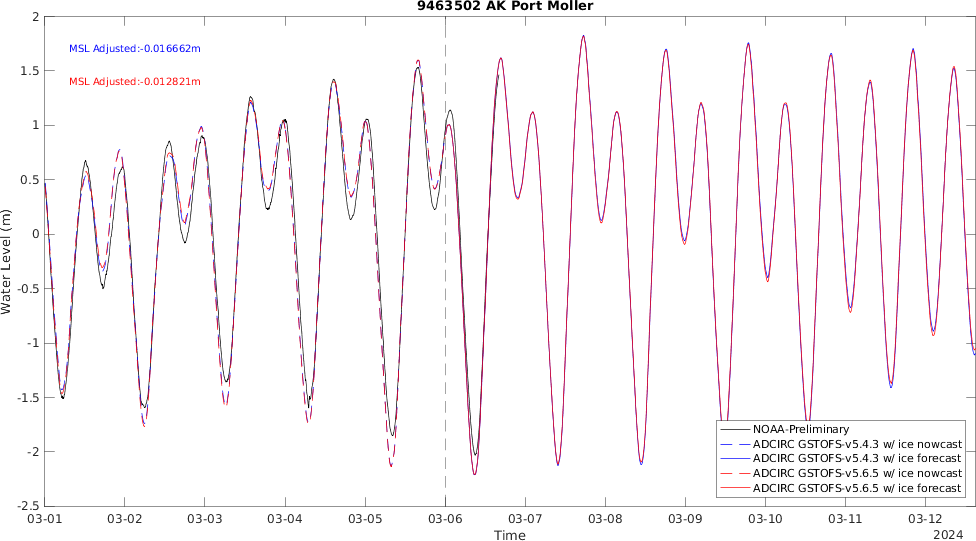 9463502 AK Port Moller
MSL Adjusted:-0.016662m
MSL Adjusted:-0.012821m
Water Level (m)
2
1.5
1
0.5
0
-0.5
-1
-1.5
-2
-2.5
NOAA-Preliminary
ADCIRC GSTOFS-v5.4.3 w/ ice nowcast
ADCIRC GSTOFS-v5.4.3 w/ ice forecast
ADCIRC GSTOFS-v5.6.5 w/ ice nowcast
ADCIRC GSTOFS-v5.6.5 w/ ice forecast
03-01 03-02 03-03 03-04 03-05 03-06 03-07 03-08 03-09 03-10 03-11 03-12
Time
2024